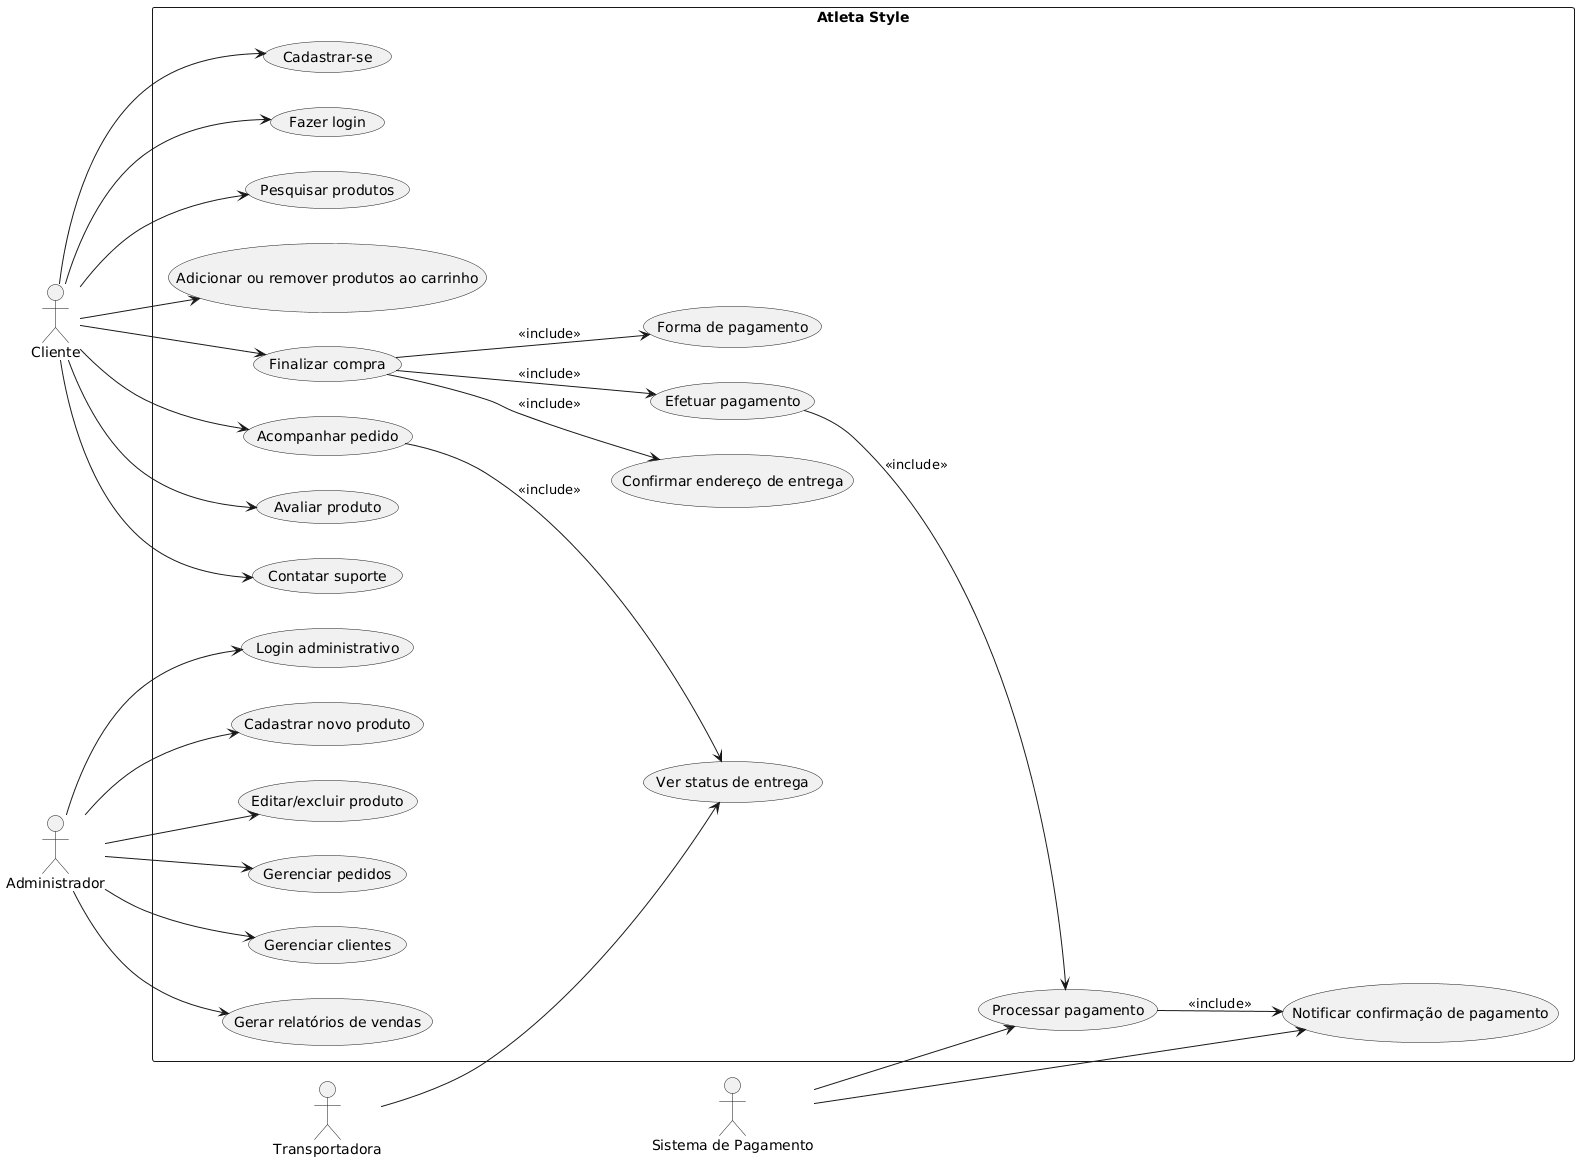 Atleta Style
Cadastrar-se
Fazer login
Pesquisar produtos
Adicionar ou remover produtos ao carrinho
Cliente
Finalizar compra
«include»
Forma de pagamento
«include»
Efetuar pagamento
«include»
Confirmar endereço de entrega
Acompanhar pedido
«include»
«include»
Avaliar produto
Contatar suporte
Login administrativo
Cadastrar novo produto
Ver status de entrega
Editar/excluir produto
Administrador
Gerenciar pedidos
Gerenciar clientes
Gerar relatórios de vendas
Processar pagamento
«include»
Notificar confirmação de pagamento
Transportadora
Sistema de Pagamento